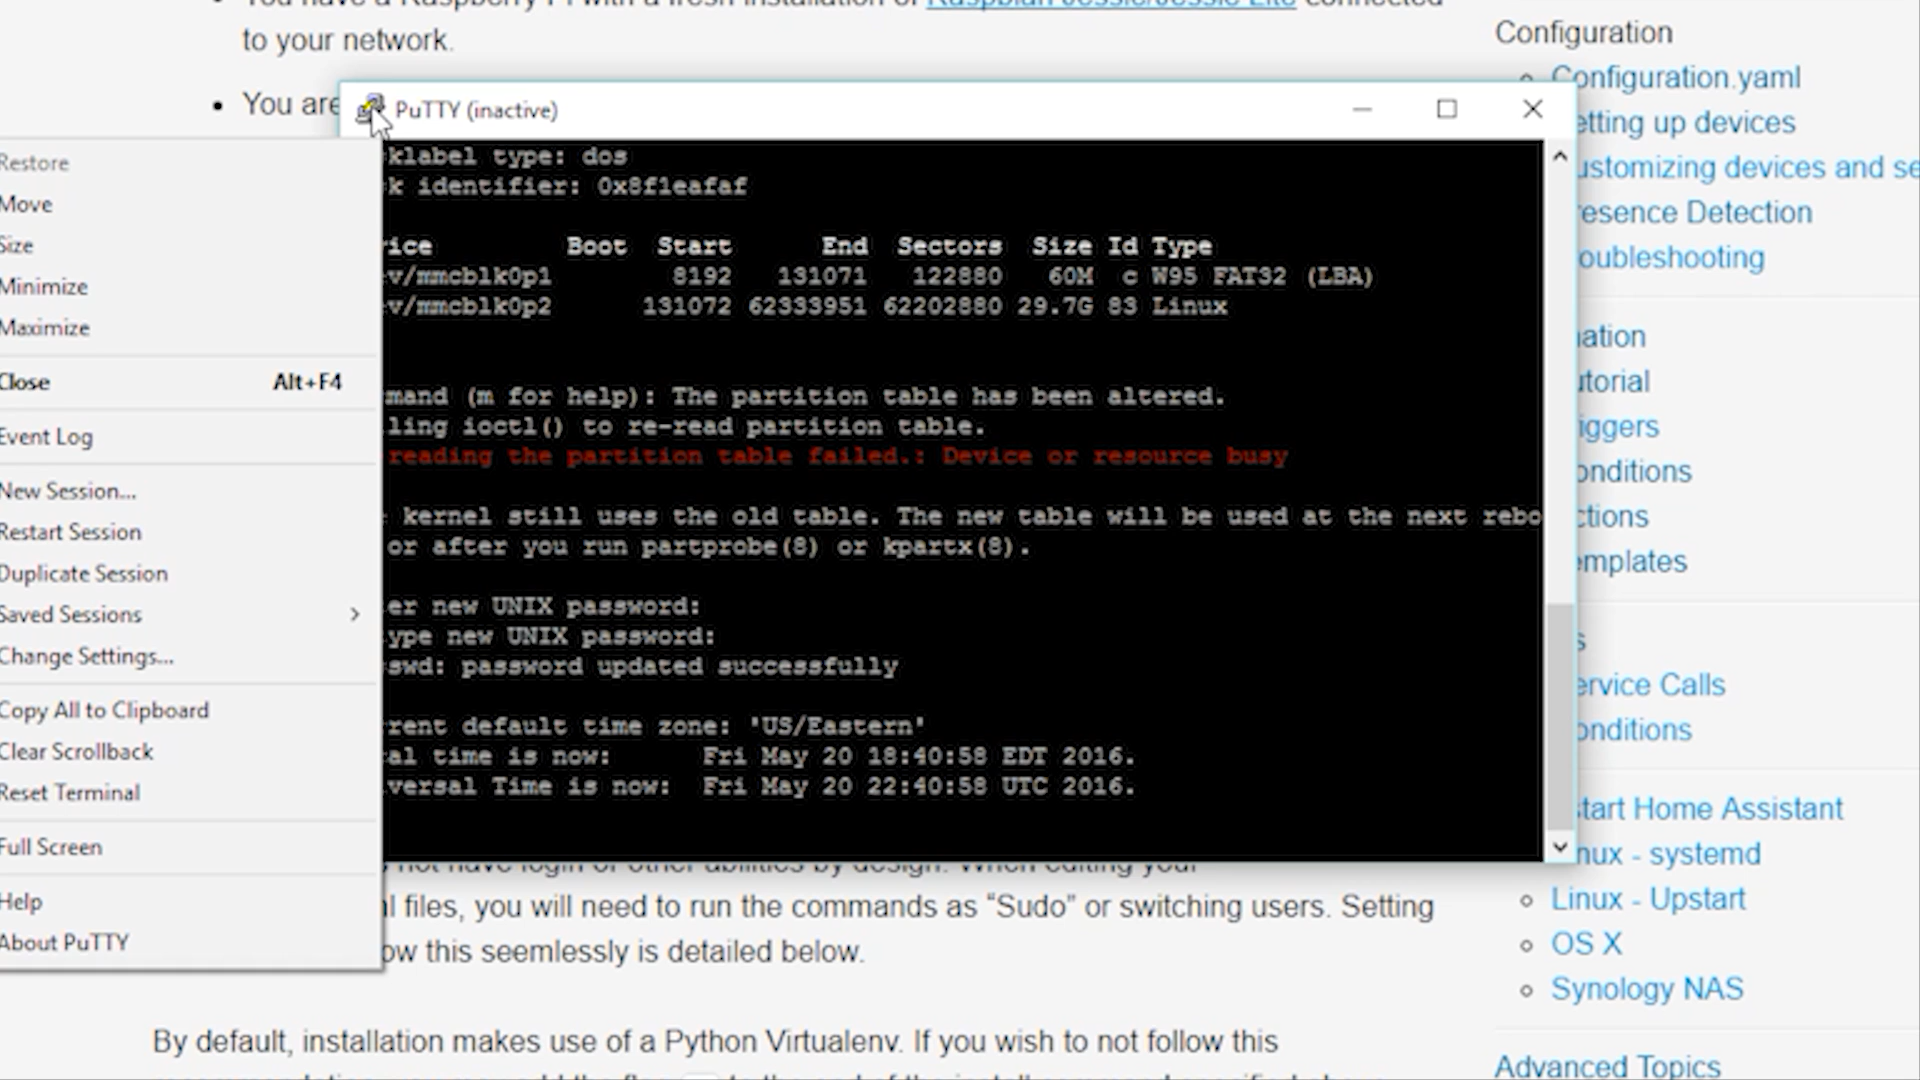 to your network.
You are
Configuration
Configuration.yaml
etting up devices
ustomizing devices and se
resence Detection
oubleshooting
ation
utorial
iggers
onditions
ctions
emplates
s
ervice Calls
onditions
start Home Assistant
nux - systemd
Linux - Upstart
OS X
Synology NAS
Advanced Topics
PuTTY (inactive)
Restore
Move
Size
Minimize
Maximize
Close Alt+F4
Event Log
New Session...
Restart Session
Duplicate Session
Saved Sessions
Change Settings...
Copy All to Clipboard
Clear Scrollback
Reset Terminal
Full Screen
Help
About PuTTY
klabel type: dos
k identifier: 0x8f1eafaf
ice Boot Start End Sectors Size Id Type
v/mmcblk0p1 8192 131071 122880 60M c W95 FAT32 (LBA)
v/mmcblk0p2 131072 62333951 62202880 29.7G 83 Linux
mand (m for help): The partition table has been altered.
ling ioctl() to re-read partition table.
reading the partition table failed.: Device or resource busy
kernel still uses the old table. The new table will be used at the next rebo
or after you run partprobe(8) or kpartx(8).
er new UNIX password:
ype new UNIX password:
swd: password updated successfully
rent default time zone: 'US/Eastern'
al time is now: Fri May 20 18:40:58 EDT 2016.
versal Time is now: Fri May 20 22:40:58 UTC 2016.
l files, you will need to run the commands as “Sudo” or switching users. Setting
ow this seemlessly is detailed below.
By default, installation makes use of a Python Virtualenv. If you wish to not follow this